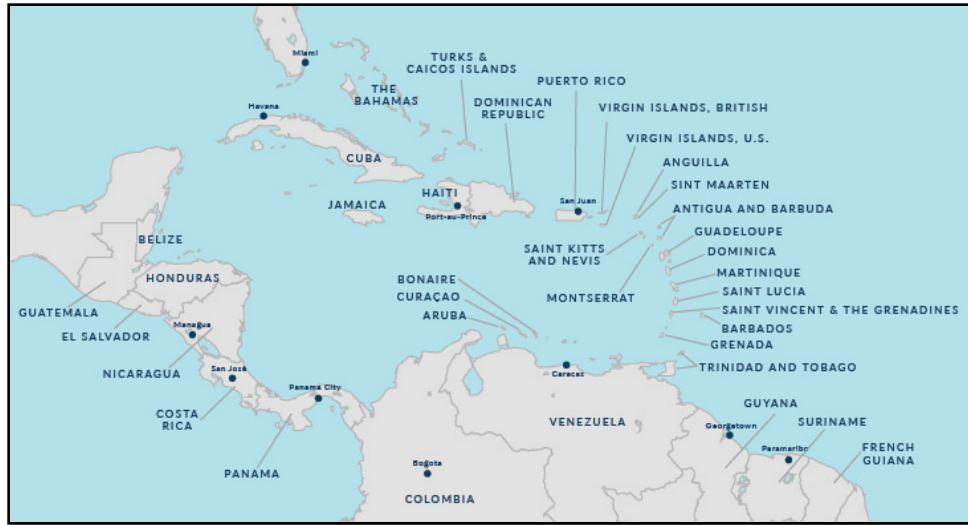 Miami
TURKS &
CAICOS ISLANDS
PUERTO RICO
THE
BAHAMAS
DOMINICAN
REPUBLIC
VIRGIN ISLANDS, BRITISH
Havana
VIRGIN ISLANDS, U.S.
CUBA
ANGUILLA
SINT MAARTEN
HAITI
San Juan
JAMAICA
Port-au-Prince
ANTIGUA AND BARBUDA
GUADELOUPE
BELIZE
SAINT KITTS
AND NEVIS
DOMINICA
HONDURAS
BONAIRE
MARTINIQUE
CURAÇAO
MONTSERRAT
SAINT LUCIA
GUATEMALA
ARUBA
SAINT VINCENT & THE GRENADINES
EL SALVADOR
Managua
BARBADOS
GRENADA
NICARAGUA
San José
Caracas
TRINIDAD AND TOBAGO
Panama City
COSTA
RICA
VENEZUELA
GUYANA
Georgetown
SURINAME
PANAMA
Bogota
Paramaribo
FRENCH
GUIANA
COLOMBIA